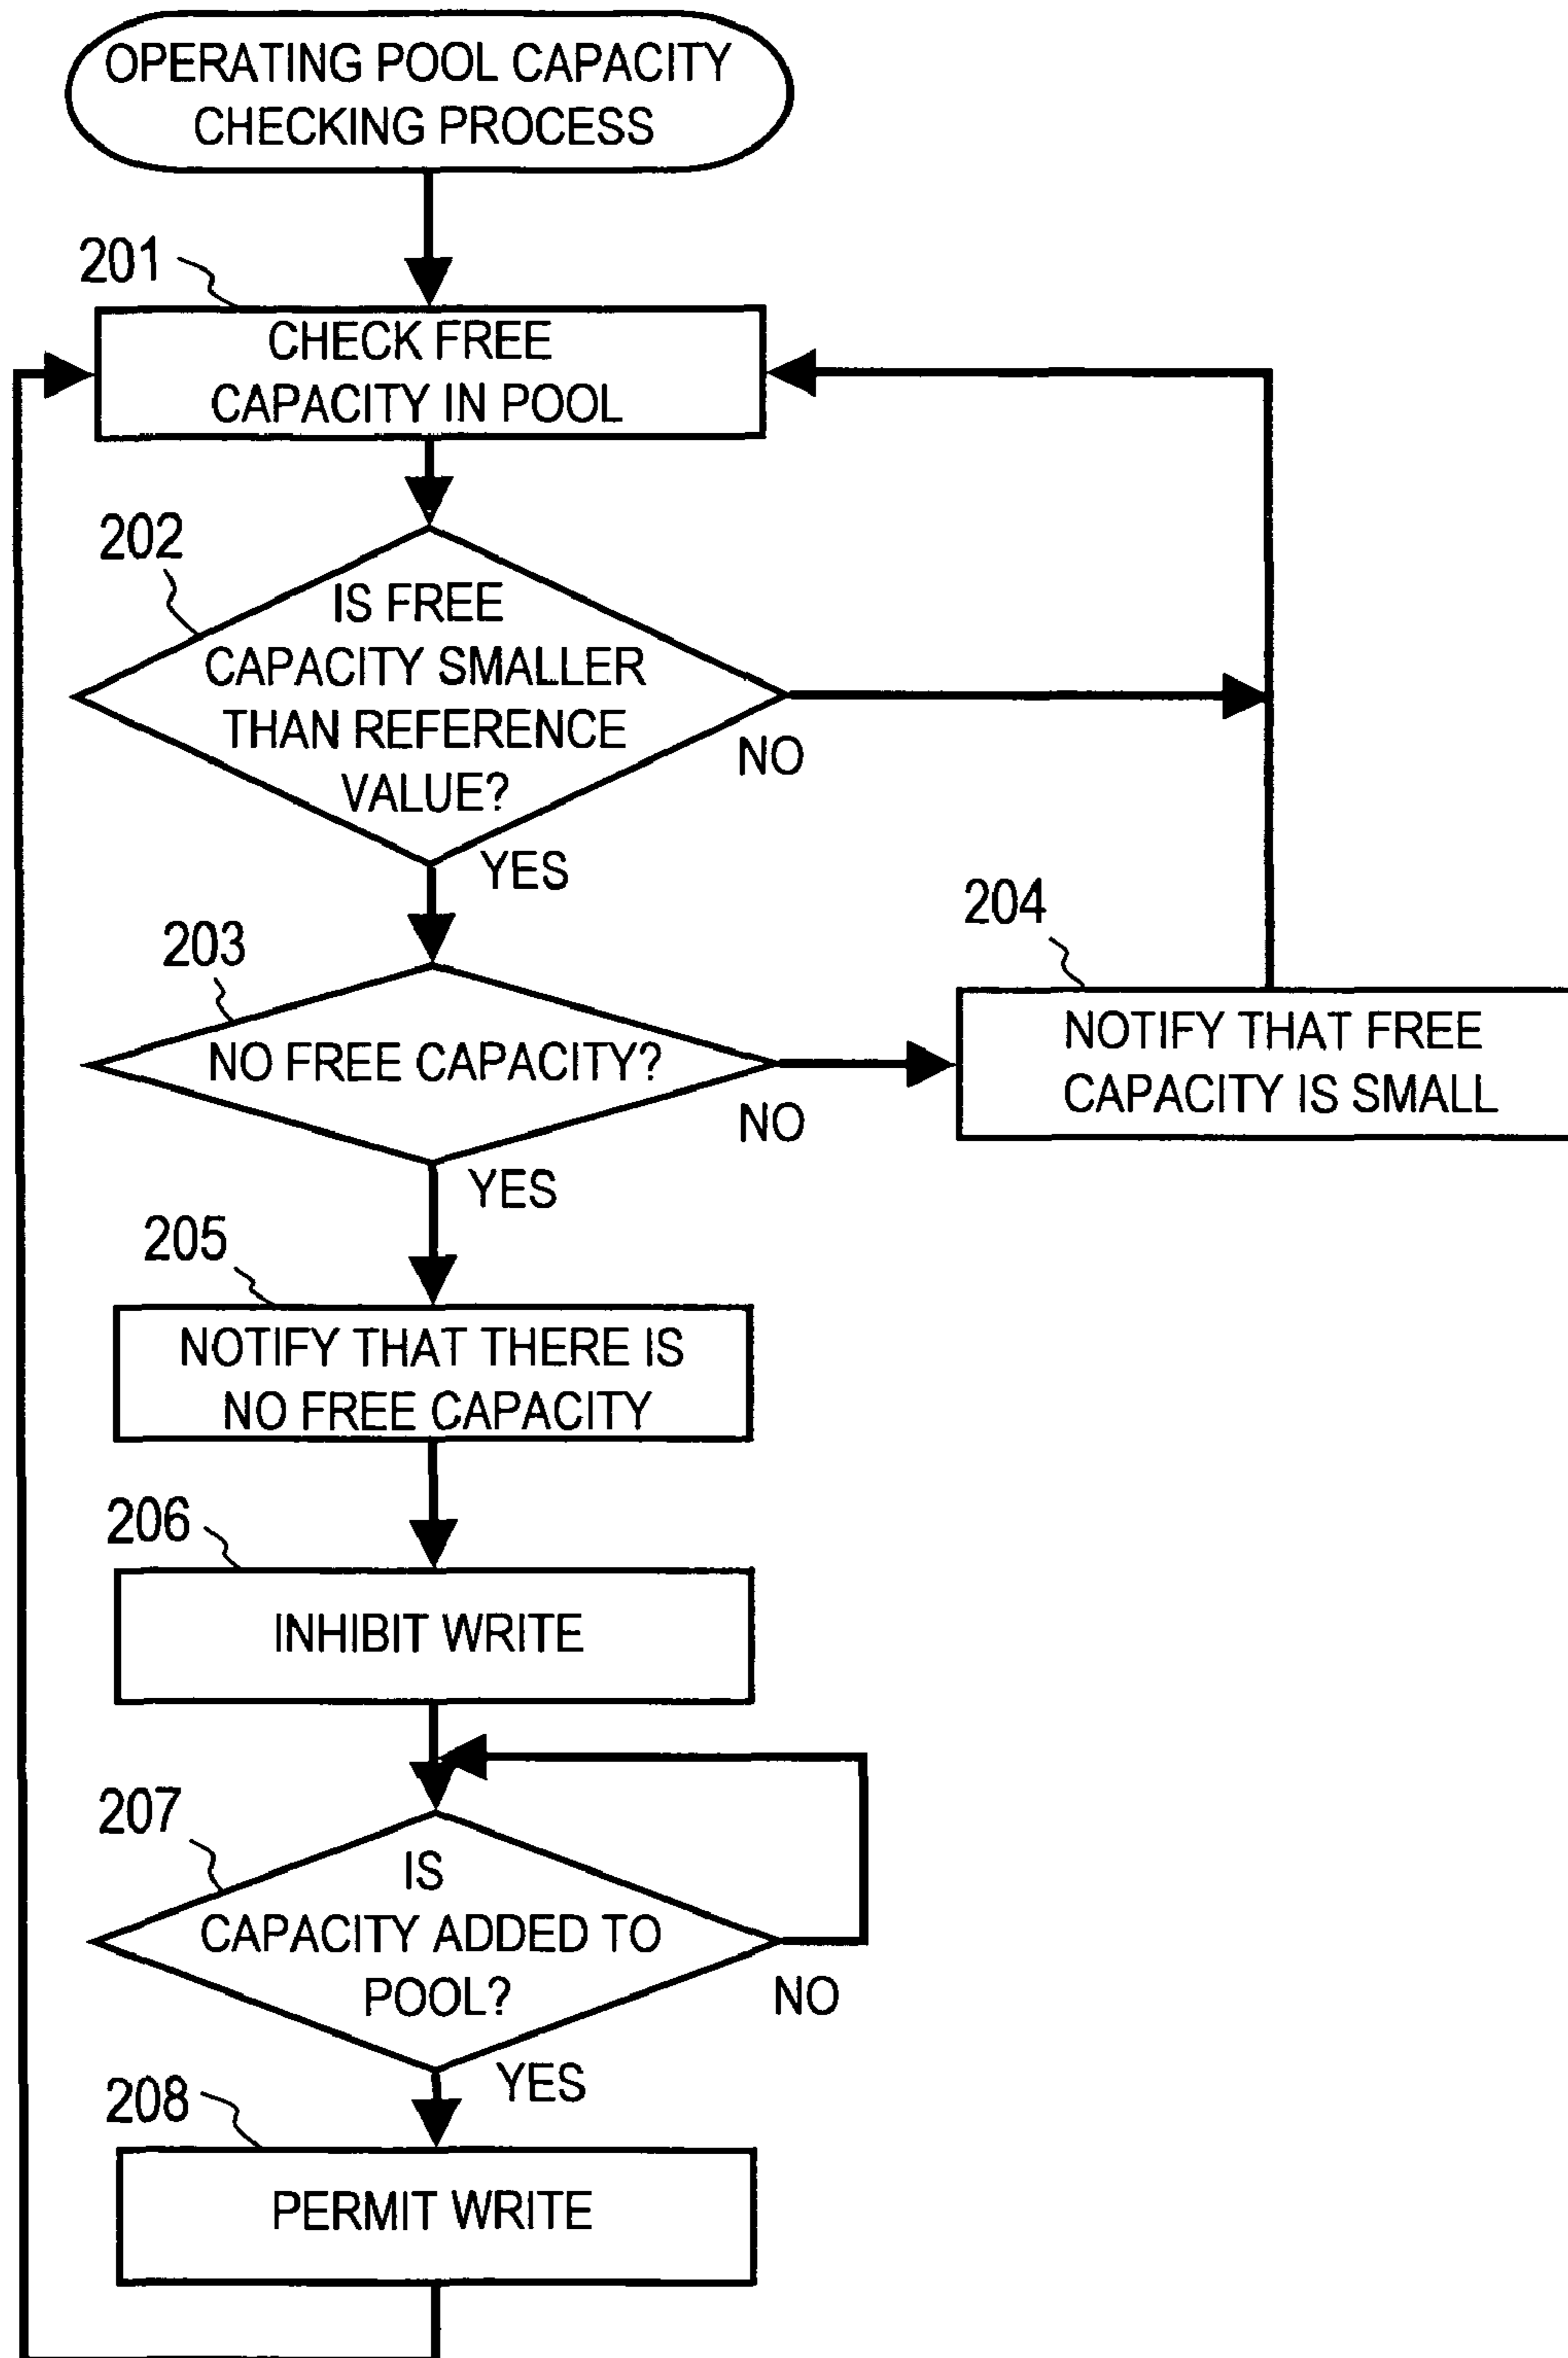 OPERATING POOL CAPACITY
CHECKING PROCESS
201
CHECK FREE
CAPACITY IN POOL
202
IS FREE
CAPACITY SMALLER
THAN REFERENCE
VALUE?
NO
YES
203
NO FREE CAPACITY?
NO
YES
204
NOTIFY THAT FREE
CAPACITY IS SMALL
205
NOTIFY THAT THERE IS
NO FREE CAPACITY
206
INHIBIT WRITE
207
IS
CAPACITY ADDED TO
POOL?
NO
YES
208
PERMIT WRITE